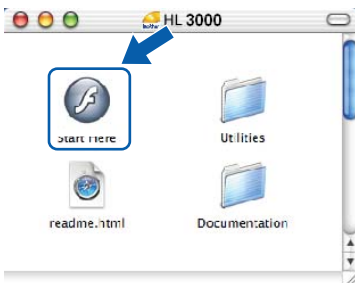 HL 3000
Start Here
Utilities
readme.html
Documentation